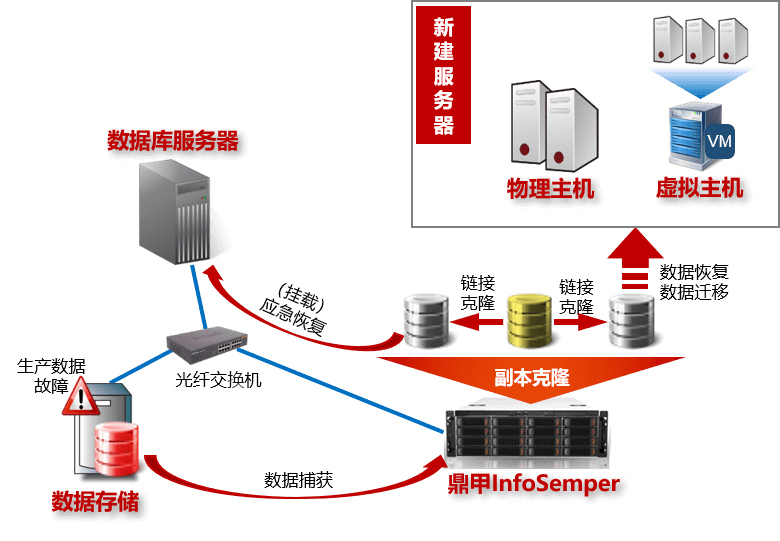 新
建
服
务
器
VM
物理主机
虚拟主机
数据库服务器
(挂载)
应急恢复
链接
克隆
链接
克隆
数据恢复
数据迁移
生产数据
故障
光纤交换机
副本克隆
数据捕获
数据存储
鼎甲InfoSemper